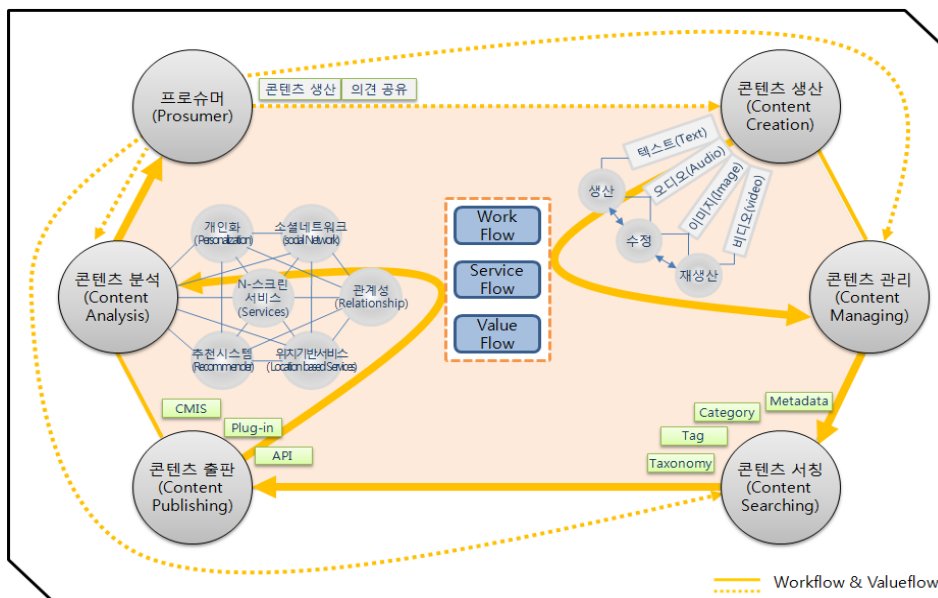 프로슈머
(Prosumer)
콘텐츠 생산
의견 공유
콘텐츠 생산
(Content
Creation)
텍스트(Text)
오디오(Audio)
이미지(Image)
비디오(video)
생산
수정
재생산
개인화
(Personalization)
소셜네트워크
(social Network)
N-스크린
서비스
(Services)
관계성
(Relationship)
추천시스템
(Recommender)
위치기반서비스
(Location based Services)
Work
Flow
Service
Flow
Value
Flow
콘텐츠 분석
(Content
Analysis)
콘텐츠 관리
(Content
Managing)
CMIS
Plug-in
API
Metadata
Category
Tag
Taxonomy
콘텐츠 출판
(Content
Publishing)
콘텐츠 서칭
(Content
Searching)
Workflow & Valueflow